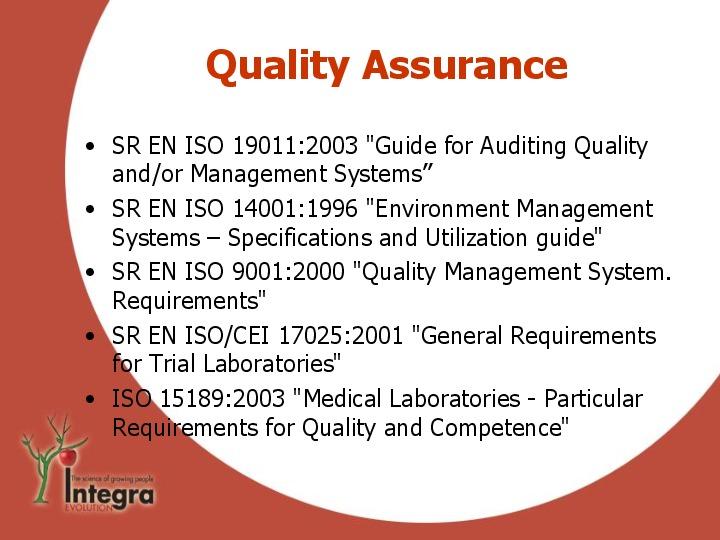 Quality Assurance
• SR EN ISO 19011:2003 "Guide for Auditing Quality
and/or Management Systems”
• SR EN ISO 14001:1996 "Environment Management
Systems – Specifications and Utilization guide"
• SR EN ISO 9001:2000 "Quality Management System.
Requirements"
• SR EN ISO/CEI 17025:2001 "General Requirements
for Trial Laboratories"
• ISO 15189:2003 "Medical Laboratories - Particular
Requirements for Quality and Competence"
The science of growing people
Integra
EVOLUTION